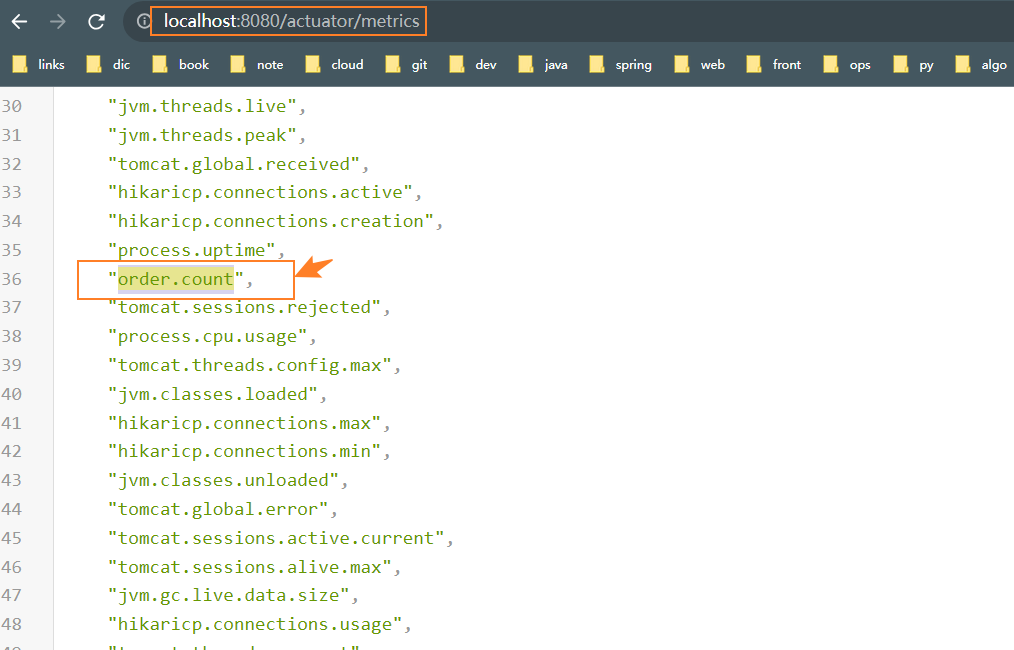 localhost:8080/actuator/metrics
links dic book note cloud git dev java spring web front ops py algo
30 "jvm.threads.live",
31 "jvm.threads.peak",
32 "tomcat.global.received",
33 "hikaricp.connections.active",
34 "hikaricp.connections.creation",
35 "process.uptime",
36 "order.count",
37 "tomcat.sessions.rejected",
38 "process.cpu.usage",
39 "tomcat.threads.config.max",
40 "jvm.classes.loaded",
41 "hikaricp.connections.max",
42 "hikaricp.connections.min",
43 "jvm.classes.unloaded",
44 "tomcat.global.error",
45 "tomcat.sessions.active.current",
46 "tomcat.sessions.alive.max",
47 "jvm.gc.live.data.size",
48 "hikaricp.connections.usage",